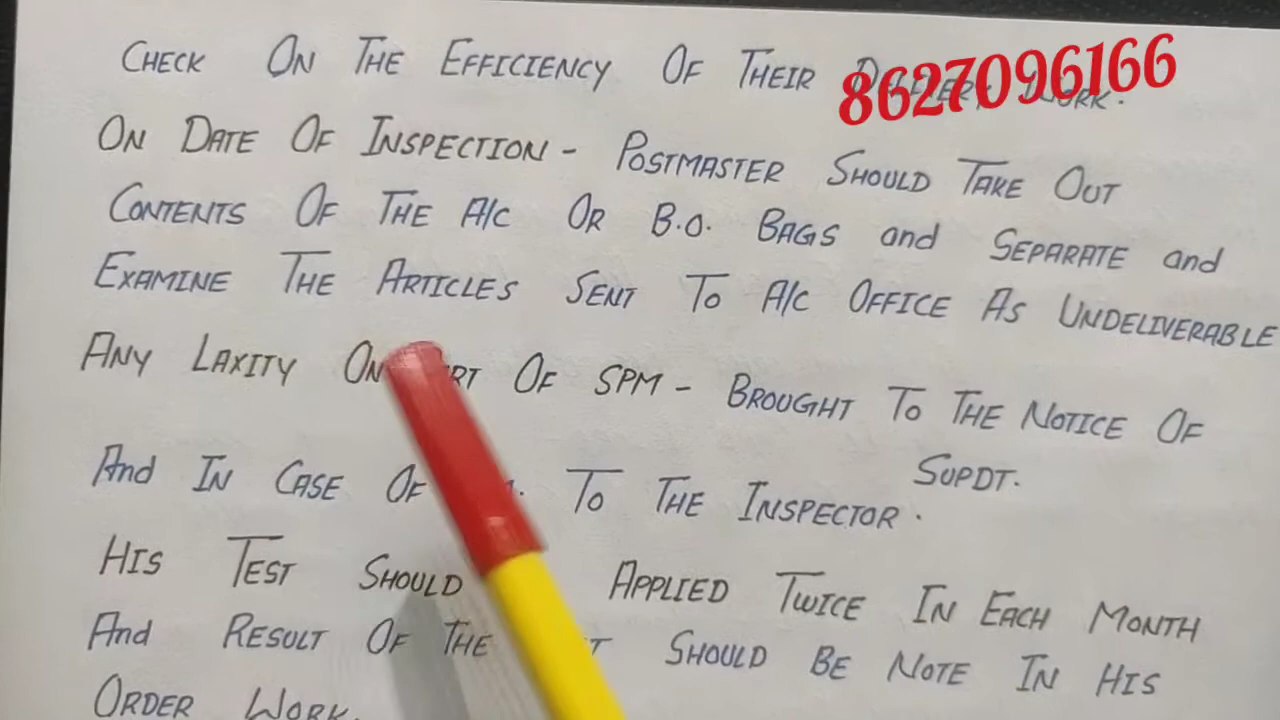 CHECK ON THE EFFICIENCY OF THEIR WORK.
8627096166
ON DATE OF INSPECTION - POSTMASTER SHOULD TAKE OUT
CONTENTS OF THE A/C OR B.O. BAGS and SEPARATE and
EXAMINE THE ARTICLES SENT TO A/C OFFICE AS UNDELIVERABLE
ANY LAXITY ON OF SPM - BROUGHT TO THE NOTICE OF
SUPDT.
And IN CASE OF TO THE INSPECTOR.
HIS TEST SHOULD APPLIED TWICE IN EACH MONTH
And RESULT OF THE SHOULD BE NOTE IN HIS
ORDER WORK.